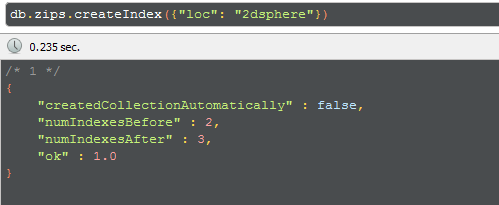 db.zips.createIndex({"loc": "2dsphere"})
0.235 sec.
/* 1 */
{
    "createdCollectionAutomatically" : false,
    "numIndexesBefore" : 2,
    "numIndexesAfter" : 3,
    "ok" : 1.0
}